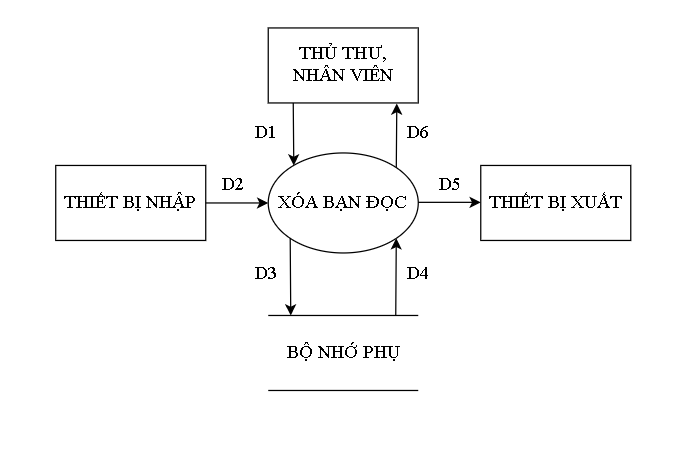 THỦ THƯ,
NHÂN VIÊN
D1
D6
THIẾT BỊ NHẬP
D2
XÓA BẠN ĐỌC
D5
THIẾT BỊ XUẤT
D3
D4
BỘ NHỚ PHỤ